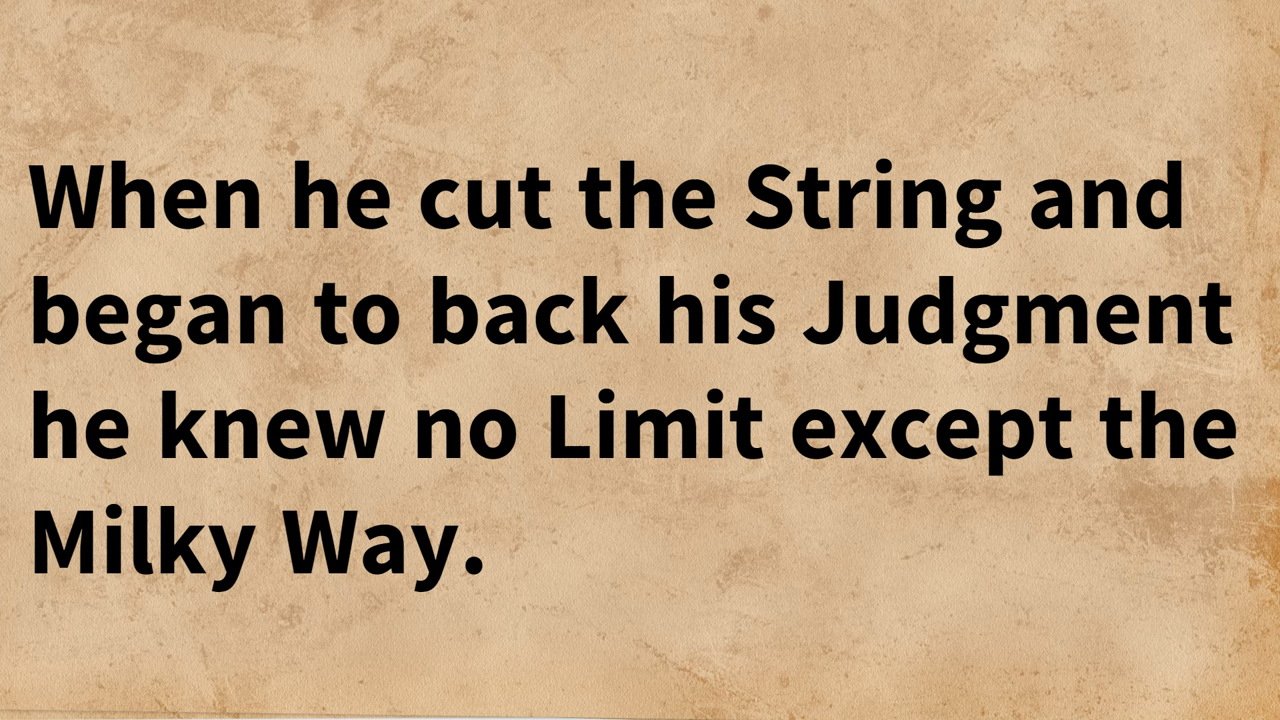 When he cut the String and
began to back his Judgment
he knew no Limit except the
Milky Way.